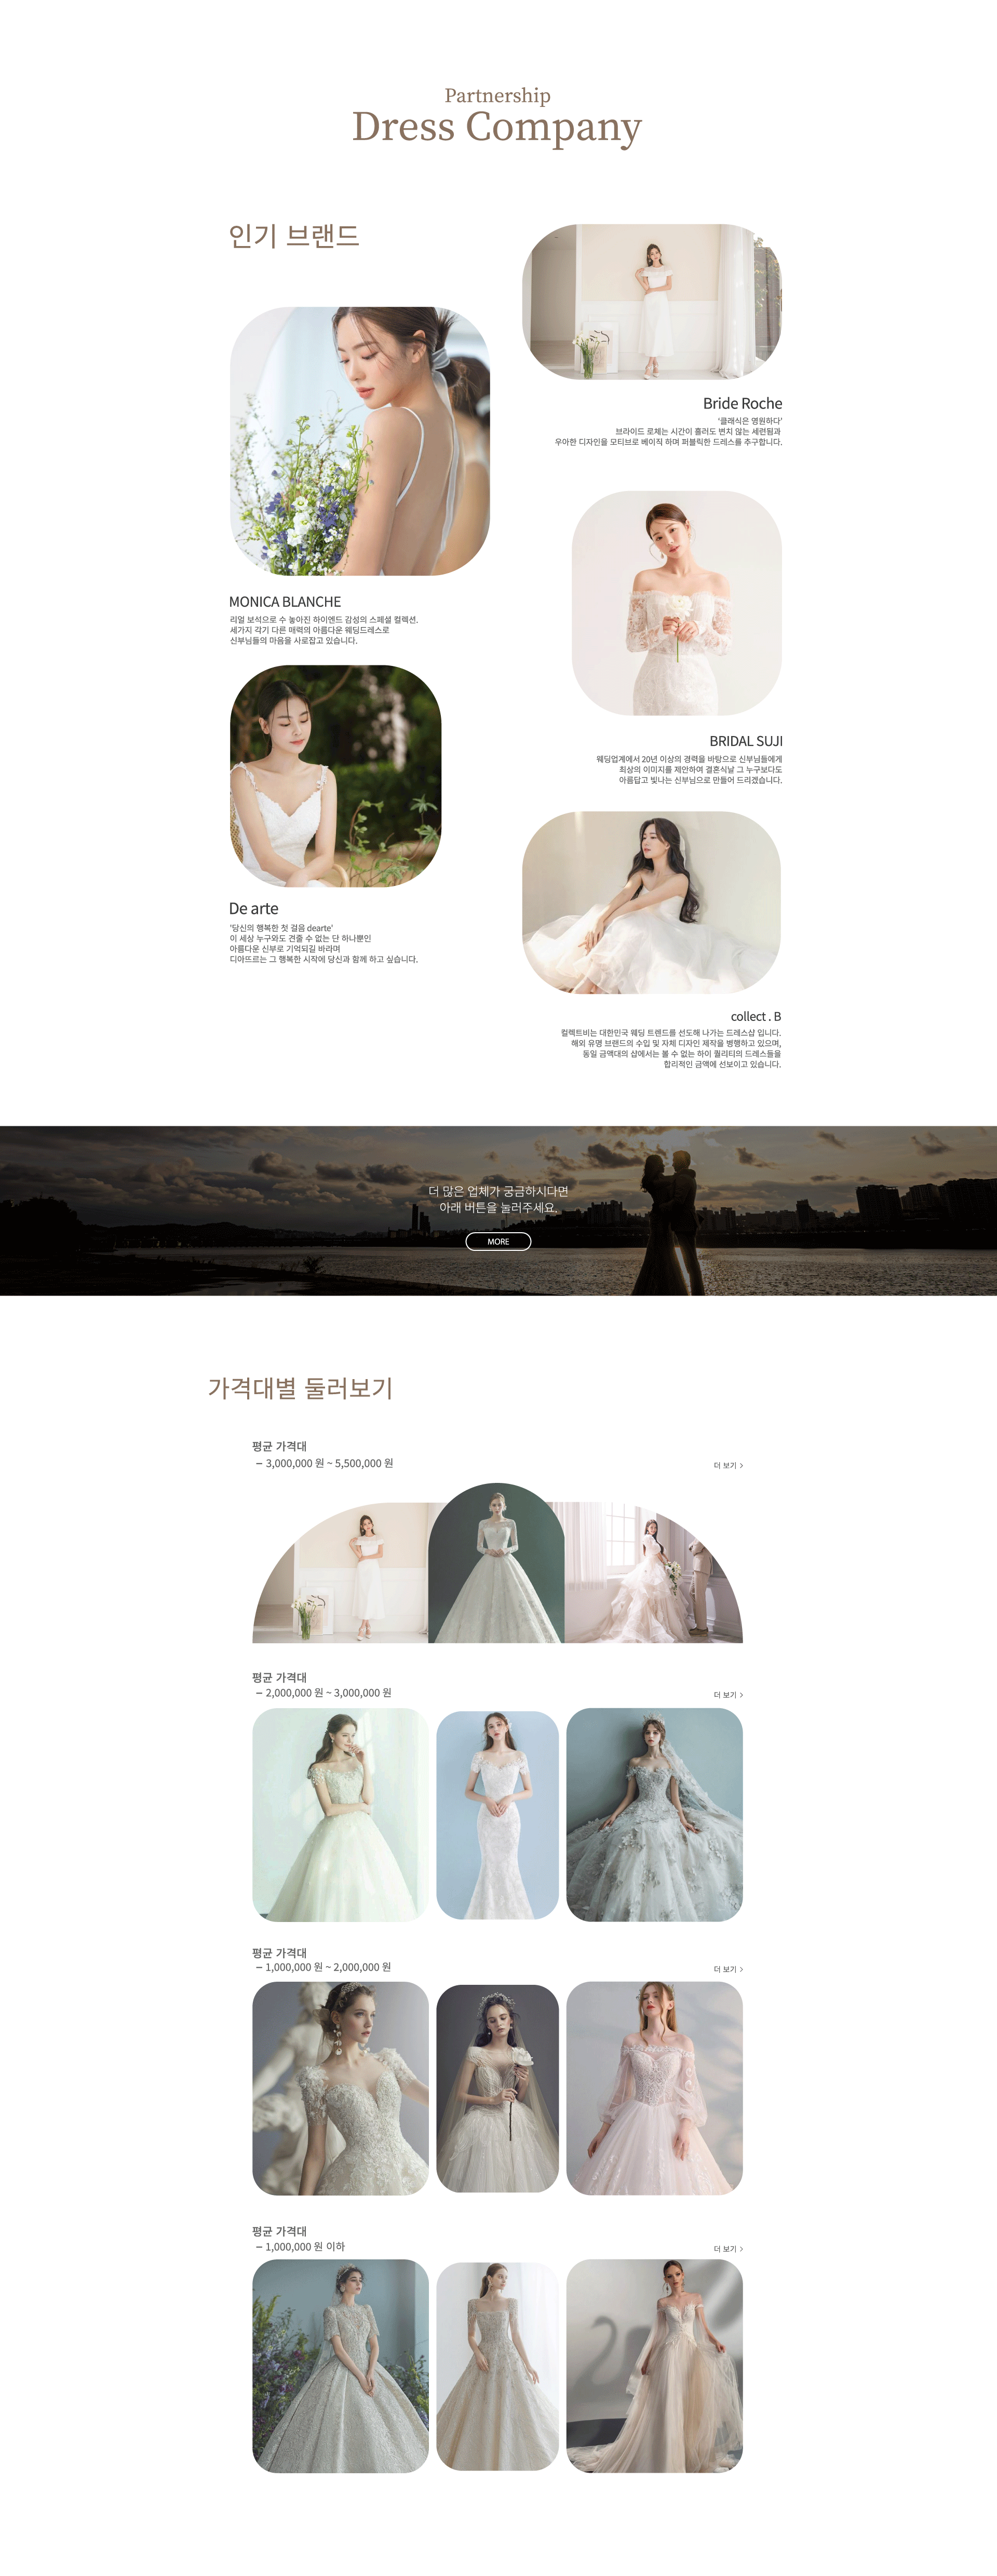 Partnership
Dress Company
인기 브랜드
Bride Roche
'클래식은 영원하다'
브라이드 로체는 시간이 흘러도 변치 않는 세련됨과
우아한 디자인을 모티브로 베이직 하며 퍼블릭한 드레스를 추구합니다.
MONICA BLANCHE
리얼 보석으로 수 놓아진 하이엔드 감성의 스페셜 컬렉션.
세가지 각기 다른 매력의 아름다운 웨딩드레스로
신부님들의 마음을 사로잡고 있습니다.
BRIDAL SUJI
웨딩업계에서 20년 이상의 경력을 바탕으로 신부님들에게
최상의 이미지를 제안하여 결혼식날 그 누구보다도
아름답고 빛나는 신부님으로 만들어 드리겠습니다.
De arte
'당신의 행복한 첫 걸음 dearte'
이 세상 누구와도 견줄 수 없는 단 하나뿐인
아름다운 신부로 기억되길 바라며
디아뜨르는 그 행복한 시작에 당신과 함께 하고 싶습니다.
collect . B
컬렉트비는 대한민국 웨딩 트렌드를 선도해 나가는 드레스샵 입니다.
해외 유명 브랜드의 수입 및 자체 디자인 제작을 병행하고 있으며,
동일 금액대의 샵에서는 볼 수 없는 하이 퀄리티의 드레스들을
합리적인 금액에 선보이고 있습니다.
더 많은 업체가 궁금하시다면
아래 버튼을 눌러주세요.
MORE
가격대별 둘러보기
평균 가격대
– 3,000,000 원 ~ 5,500,000 원
더 보기 >
평균 가격대
– 2,000,000 원 ~ 3,000,000 원
더 보기 >
평균 가격대
– 1,000,000 원 ~ 2,000,000 원
더 보기 >
평균 가격대
– 1,000,000 원 이하
더 보기 >